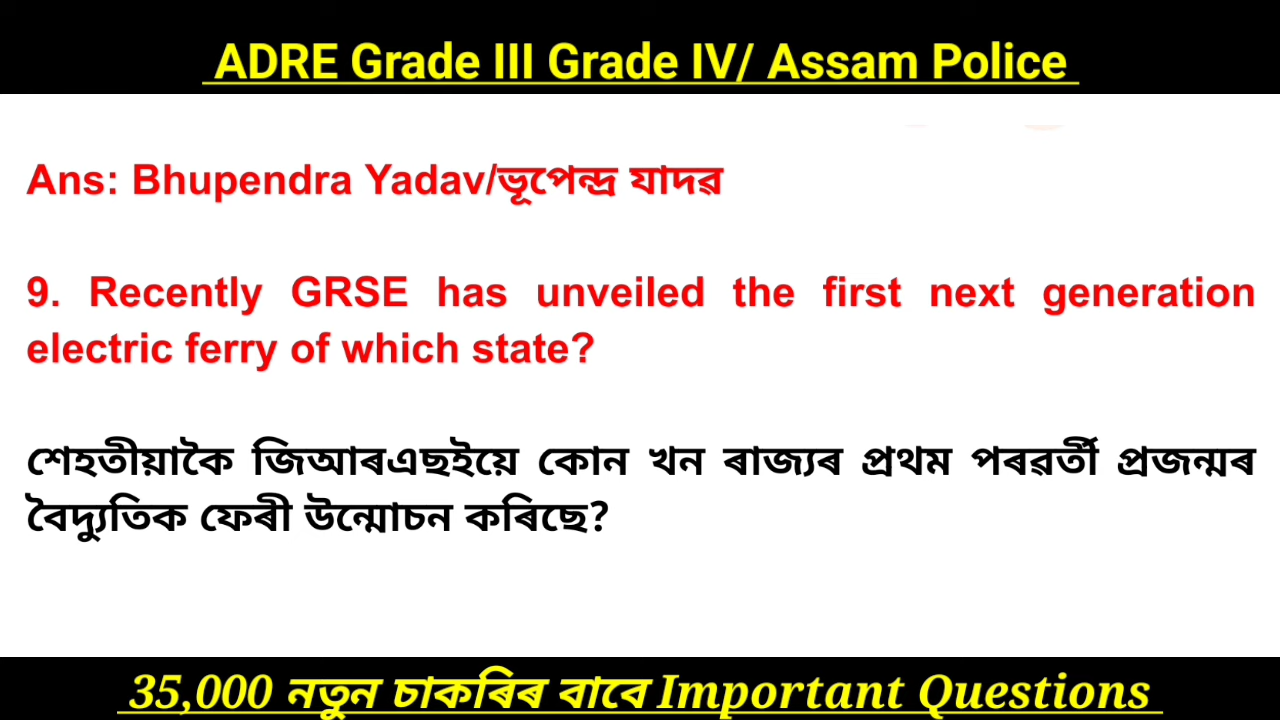 ADRE Grade III Grade IV/ Assam Police
Ans: Bhupendra Yadav/ভূপেন্দ্ৰ যাদৱ
9. Recently GRSE has unveiled the first next generation
electric ferry of which state?
শেহতীয়াকৈ জিআৰএছইয়ে কোন খন ৰাজ্যৰ প্ৰথম পৰৱৰ্তী প্ৰজন্মৰ
বৈদ্যুতিক ফেৰী উন্মোচন কৰিছে?
35,000 নতুন চাকৰিৰ বাবে Important Questions